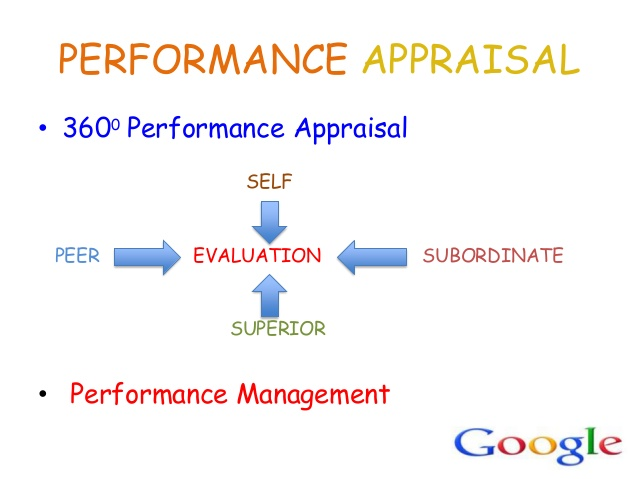 PERFORMANCE APPRAISAL
• 360⁰ Performance Appraisal
SELF
PEER EVALUATION SUBORDINATE
SUPERIOR
• Performance Management
Google